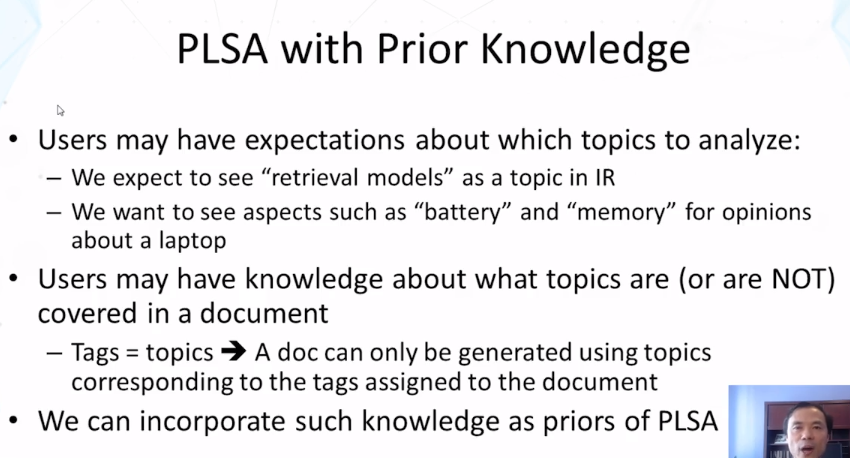 PLSA with Prior Knowledge
• Users may have expectations about which topics to analyze:
– We expect to see “retrieval models” as a topic in IR
– We want to see aspects such as “battery” and “memory” for opinions
about a laptop
• Users may have knowledge about what topics are (or are NOT)
covered in a document
– Tags = topics ➔ A doc can only be generated using topics
corresponding to the tags assigned to the document
• We can incorporate such knowledge as priors of PLSA